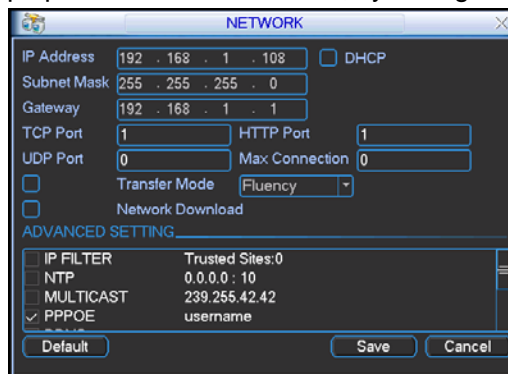 NETWORK
IP Address 192 . 168 . 1 . 108 DHCP
Subnet Mask 255 . 255 . 255 . 0
Gateway 192 . 168 . 1 . 1
TCP Port 1 HTTP Port 1
UDP Port 0 Max Connection 0
Transfer Mode Fluency
Network Download
ADVANCED SETTING
IP FILTER Trusted Sites:0
NTP 0.0.0.0 : 10
MULTICAST 239.255.42.42
PPPOE username
Default Save Cancel